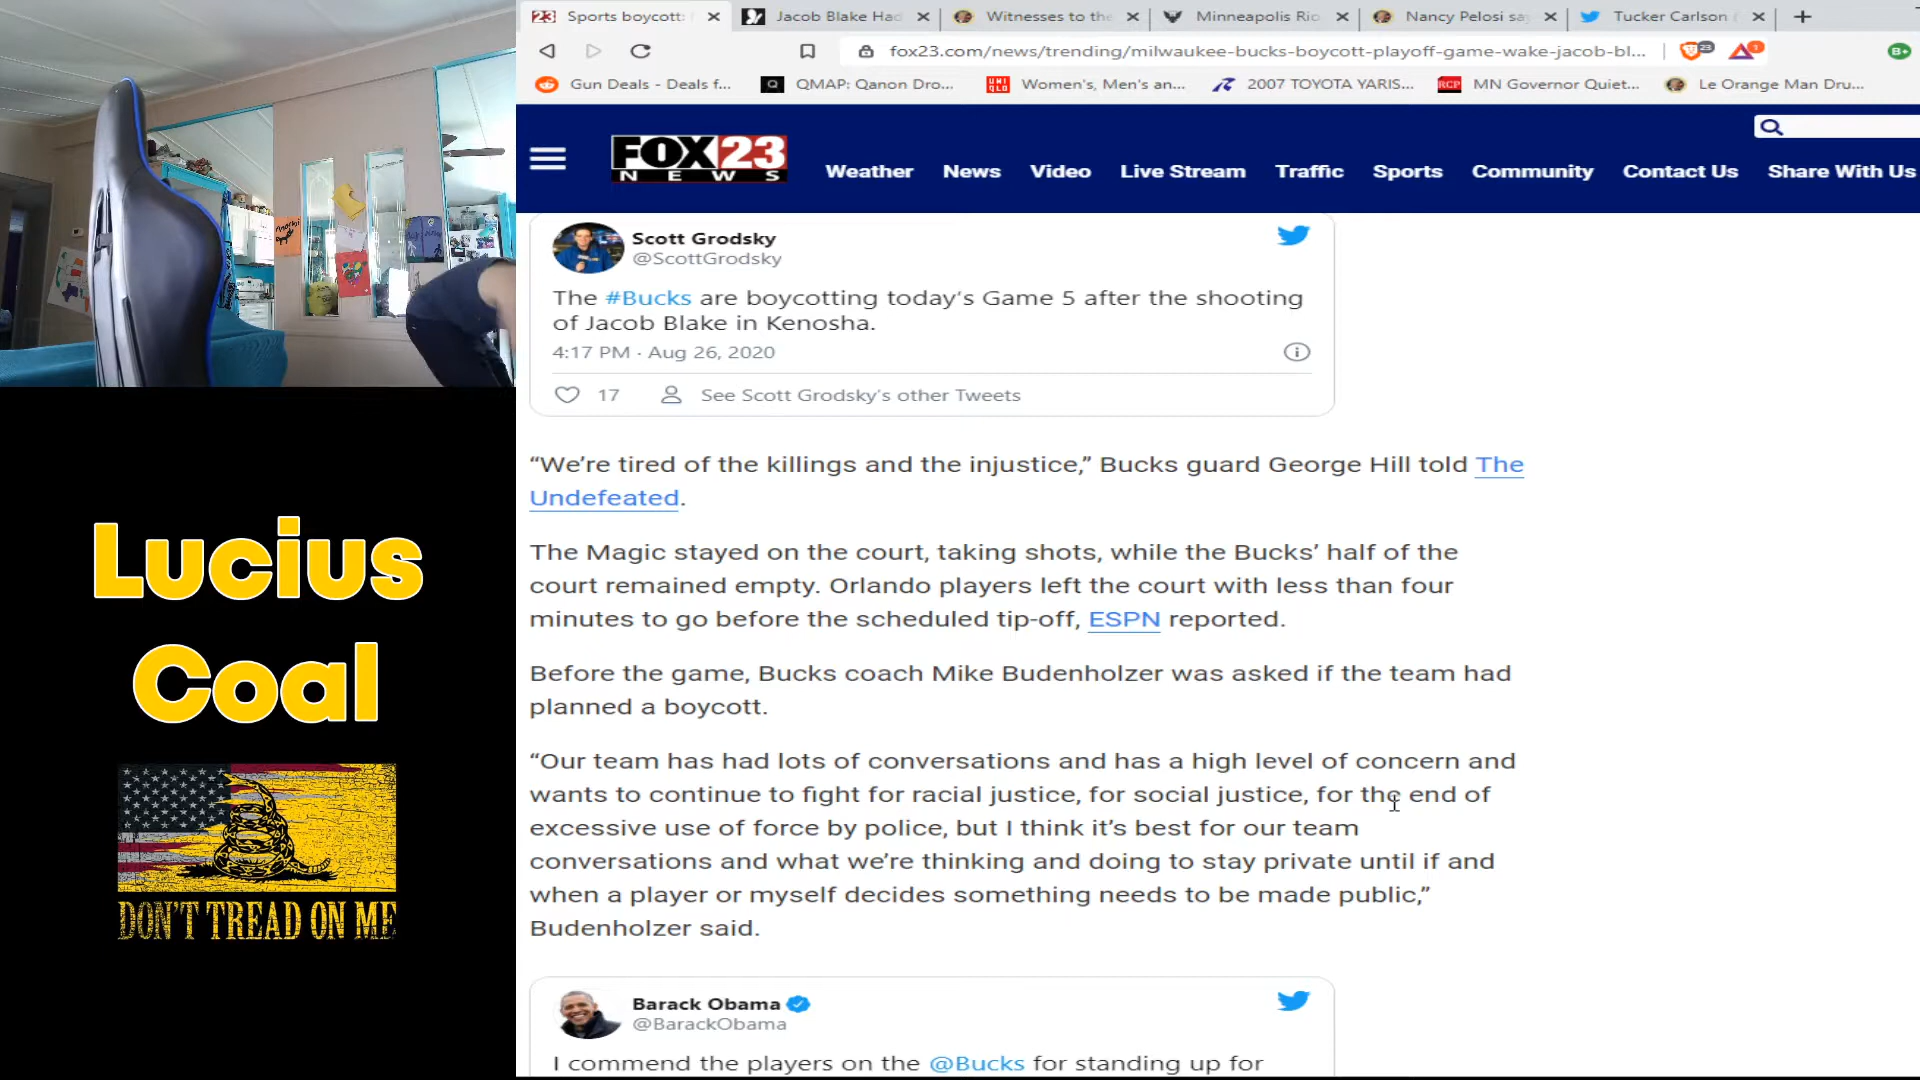 Sports boycott:
Jacob Blake Had
Witnesses to the
Minneapolis Rio
Nancy Pelosi sa
Tucker Carlson
fox23.com/news/trending/milwaukee-bucks-boycott-playoff-game-wake-jacob-bl...
23
1
B+
Gun Deals - Deals f...
Q
QMAP: Qanon Dro...
UNI
QLO
Women's, Men's an...
2007 TOYOTA YARIS...
RCP
MN Governor Quiet...
Le Orange Man Dru...
FOX23
NEWS
Weather
News
Video
Live Stream
Traffic
Sports
Community
Contact Us
Share With Us
Scott Grodsky
@ScottGrodsky
The #Bucks are boycotting today's Game 5 after the shooting
of Jacob Blake in Kenosha.
4:17 PM · Aug 26, 2020
17
See Scott Grodsky's other Tweets
“We’re tired of the killings and the injustice,” Bucks guard George Hill told The
Undefeated.
The Magic stayed on the court, taking shots, while the Bucks’ half of the
court remained empty. Orlando players left the court with less than four
minutes to go before the scheduled tip-off, ESPN reported.
Before the game, Bucks coach Mike Budenholzer was asked if the team had
planned a boycott.
“Our team has had lots of conversations and has a high level of concern and
wants to continue to fight for racial justice, for social justice, for the end of
excessive use of force by police, but I think it’s best for our team
conversations and what we’re thinking and doing to stay private until if and
when a player or myself decides something needs to be made public,”
Budenholzer said.
Barack Obama
@BarackObama
I commend the players on the @Bucks for standing up for
Lucius
Coal
DON'T TREAD ON ME